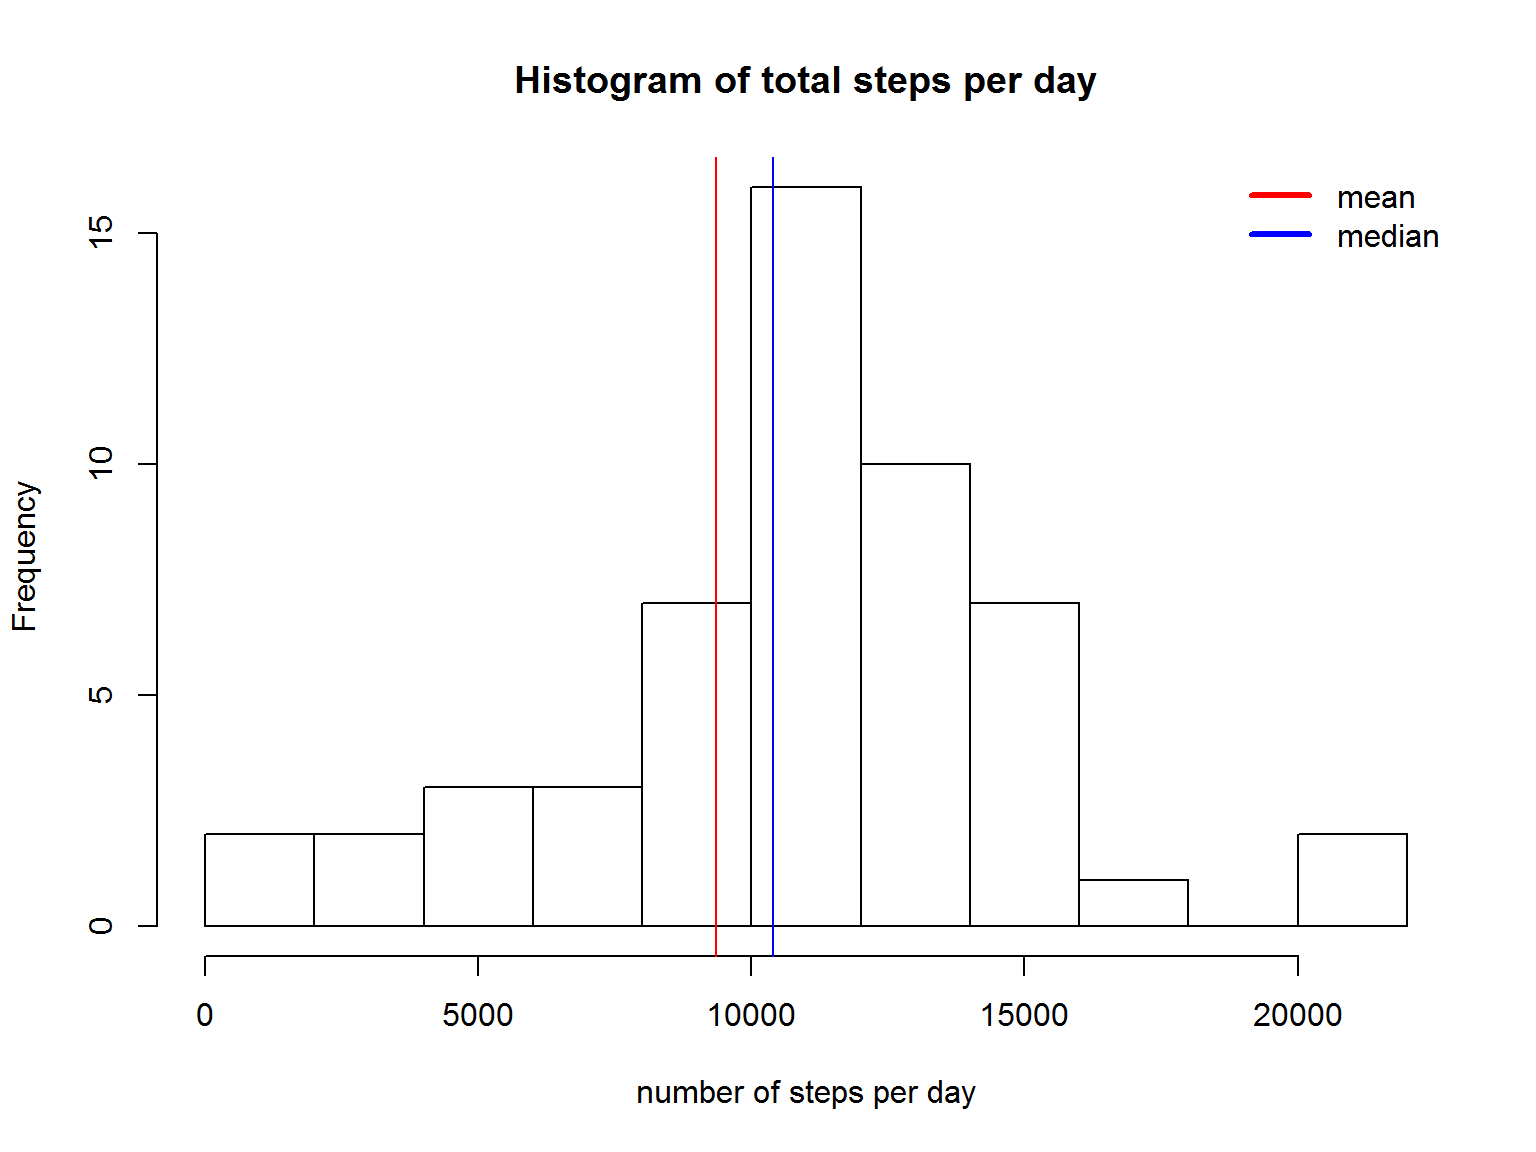 Histogram of total steps per day
mean
median
15
10
5
0
Frequency
0 5000 10000 15000 20000
number of steps per day